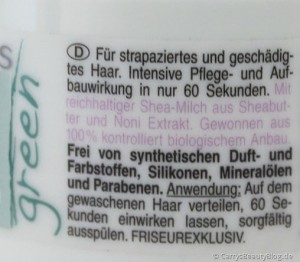 S
green
D Für strapaziertes und geschädig-
tes Haar. Intensive Pflege- und Auf-
bauwirkung in nur 60 Sekunden. Mit
reichhaltiger Shea-Milch aus Sheabut-
ter und Noni Extrakt. Gewonnen aus
100% kontrolliert biologischem Anbau.
Frei von synthetischen Duft- und
Farbstoffen, Silikonen, Mineralölen
und Parabenen. Anwendung: Auf dem
gewaschenen Haar verteilen, 60 Se-
kunden einwirken lassen, sorgfältig
ausspülen. FRISEUREXKLUSIV.
© CarrysBeautyBlog.de